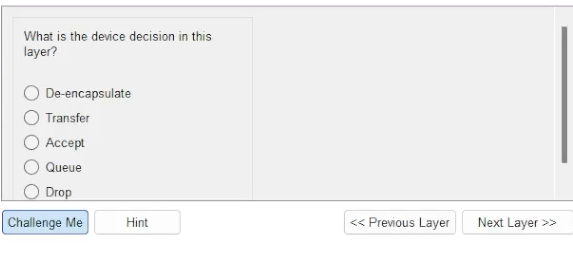 What is the device decision in this
layer?
De-encapsulate
Transfer
Accept
Queue
Drop
Challenge Me
Hint
<< Previous Layer
Next Layer >>